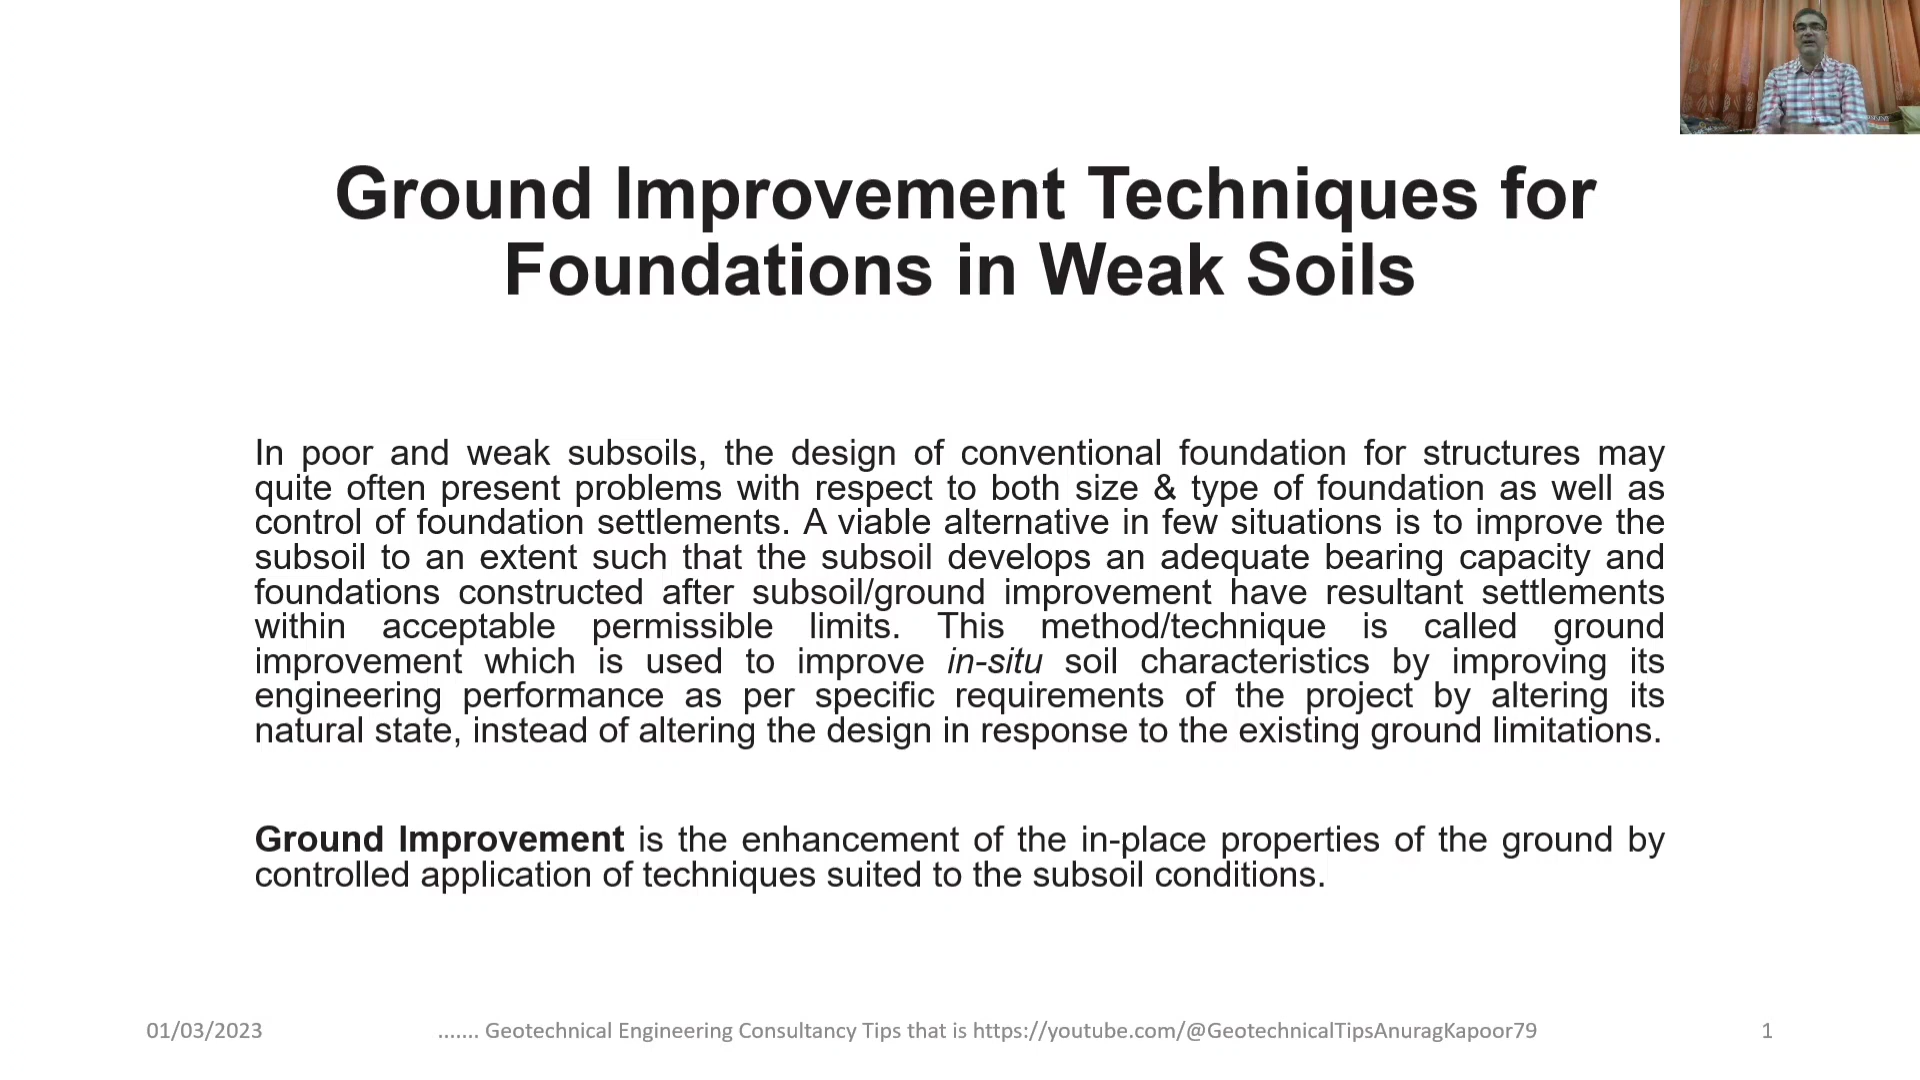 Ground Improvement Techniques for
Foundations in Weak Soils
In poor and weak subsoils, the design of conventional foundation for structures may
quite often present problems with respect to both size & type of foundation as well as
control of foundation settlements. A viable alternative in few situations is to improve the
subsoil to an extent such that the subsoil develops an adequate bearing capacity and
foundations constructed after subsoil/ground improvement have resultant settlements
within acceptable permissible limits. This method/technique is called ground
improvement which is used to improve in-situ soil characteristics by improving its
engineering performance as per specific requirements of the project by altering its
natural state, instead of altering the design in response to the existing ground limitations.
Ground Improvement is the enhancement of the in-place properties of the ground by
controlled application of techniques suited to the subsoil conditions.
01/03/2023
....... Geotechnical Engineering Consultancy Tips that is https://youtube.com/@GeotechnicalTipsAnuragKapoor79
1